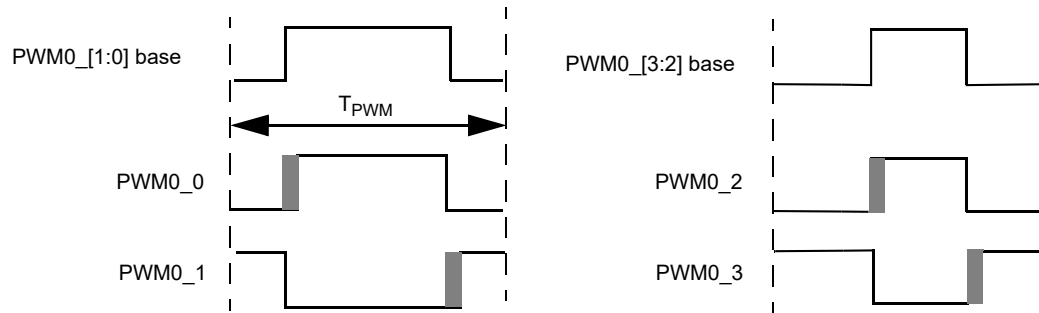 PWM0_[1:0] base
PWM0_[3:2] base
TPWM
PWM0_0
PWM0_2
PWM0_1
PWM0_3